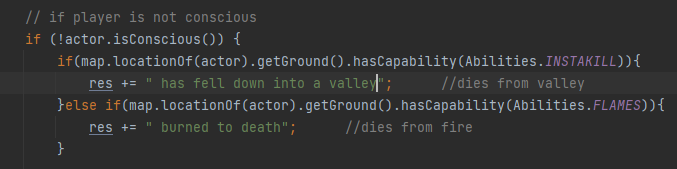 // if player is not conscious
if (!actor.isConscious()) {
if(map.locationOf(actor).getGround().hasCapability(Abilities.INSTAKILL)){
res += " has fell down into a valley"; //dies from valley
}else if(map.locationOf(actor).getGround().hasCapability(Abilities.FLAMES)){
res += " burned to death"; //dies from fire
}